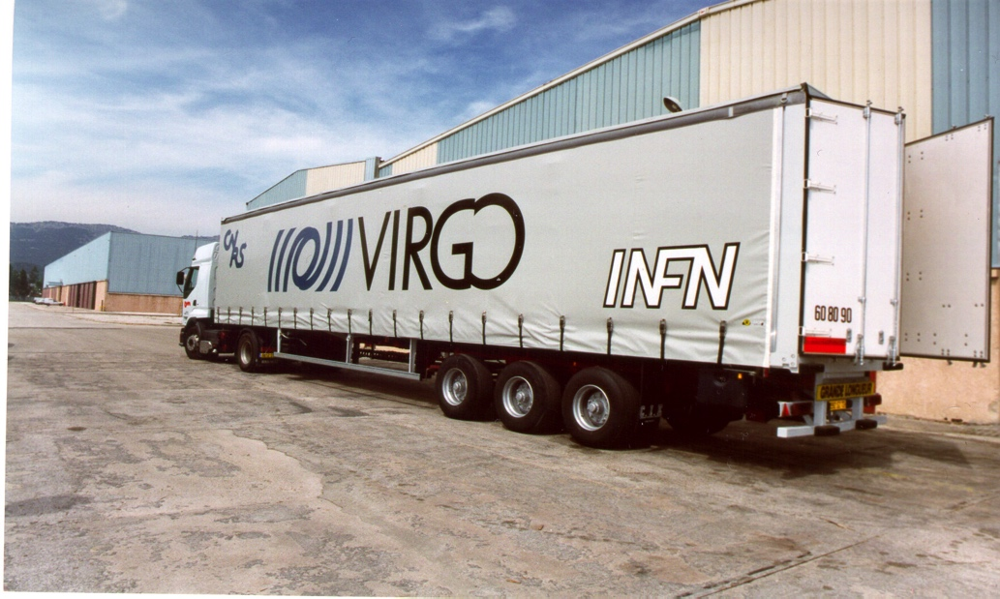 CNRS
VIRGO
INFN
60 80 90
GRANDE LONGUEUR